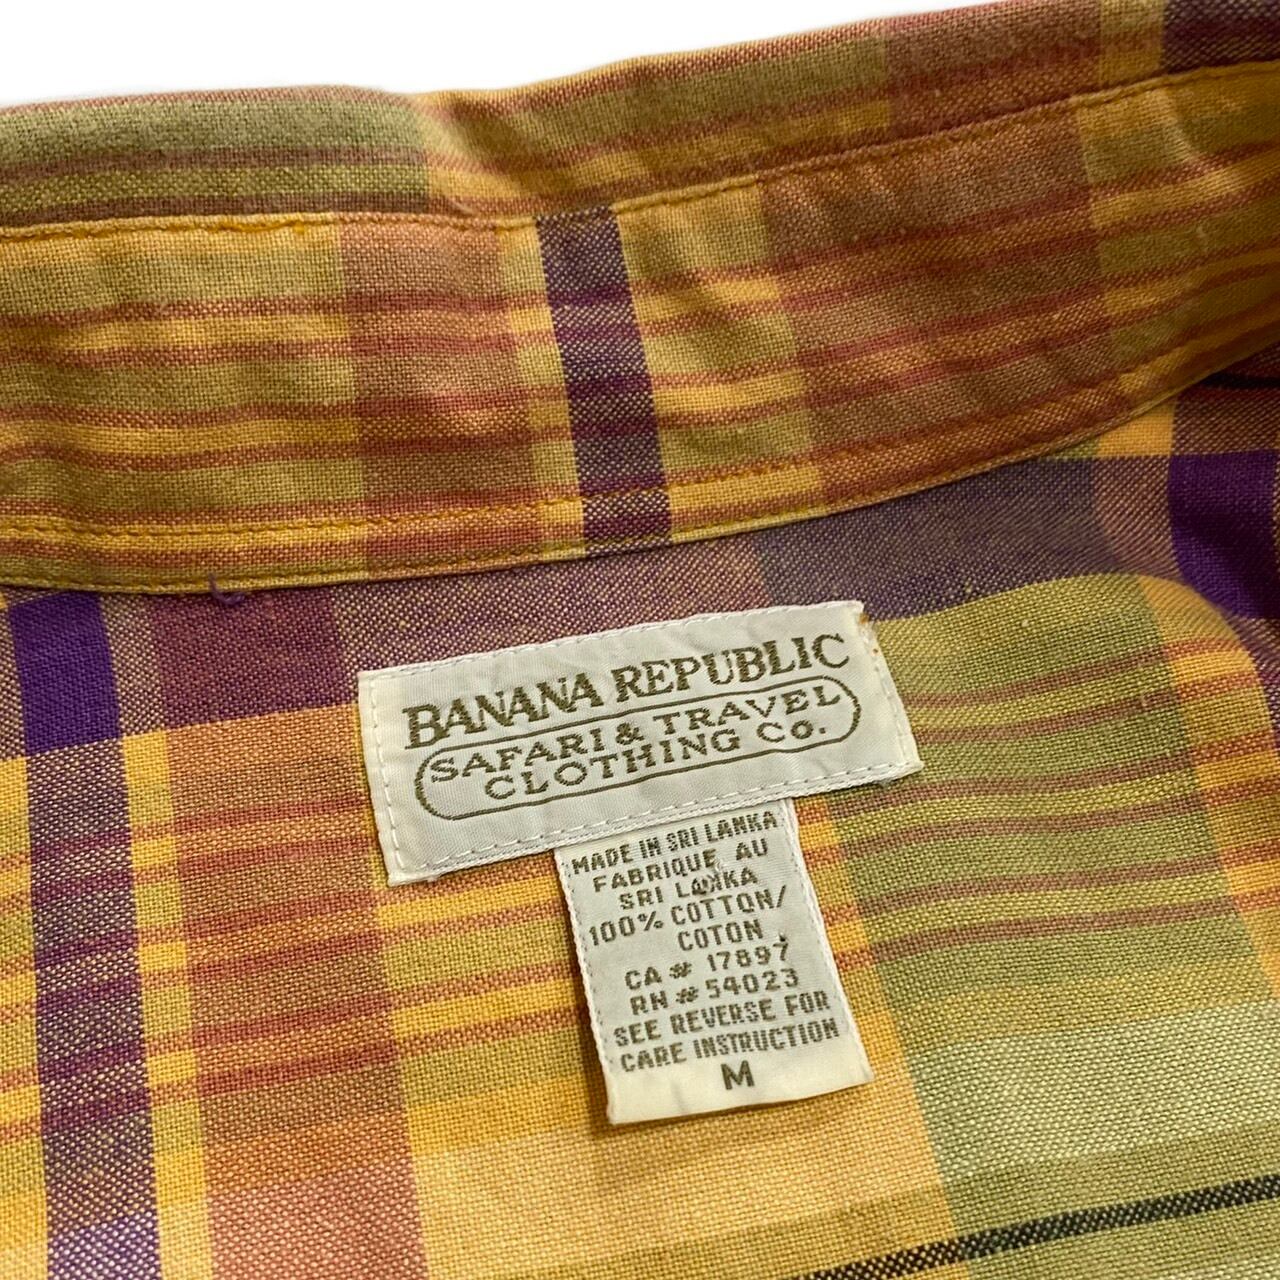 BANANA REPUBLIC
SAFARI & TRAVEL
CLOTHING Co.
MADE IN SRI LANKA
FABRIQUE AU
SRI LANKA
100% COTTON/
COTON
CA # 17897
RN # 54023
SEE REVERSE FOR
CARE INSTRUCTION
M